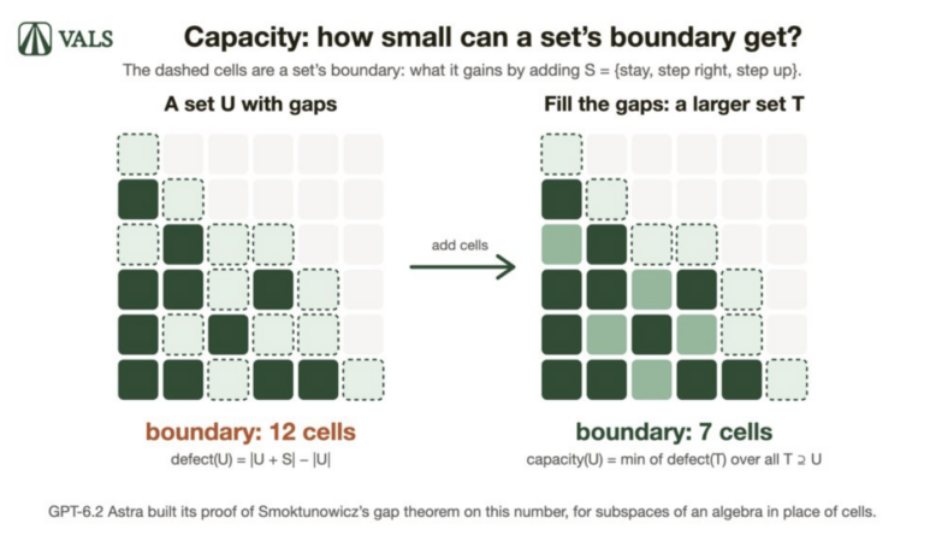 VALS
Capacity: how small can a set's boundary get?
The dashed cells are a set's boundary: what it gains by adding S = {stay, step right, step up}.
A set U with gaps
Fill the gaps: a larger set T
add cells
boundary: 12 cells
defect(U) = |U + S| − |U|
boundary: 7 cells
capacity(U) = min of defect(T) over all T ⊇ U
GPT-6.2 Astra built its proof of Smoktunowicz's gap theorem on this number, for subspaces of an algebra in place of cells.